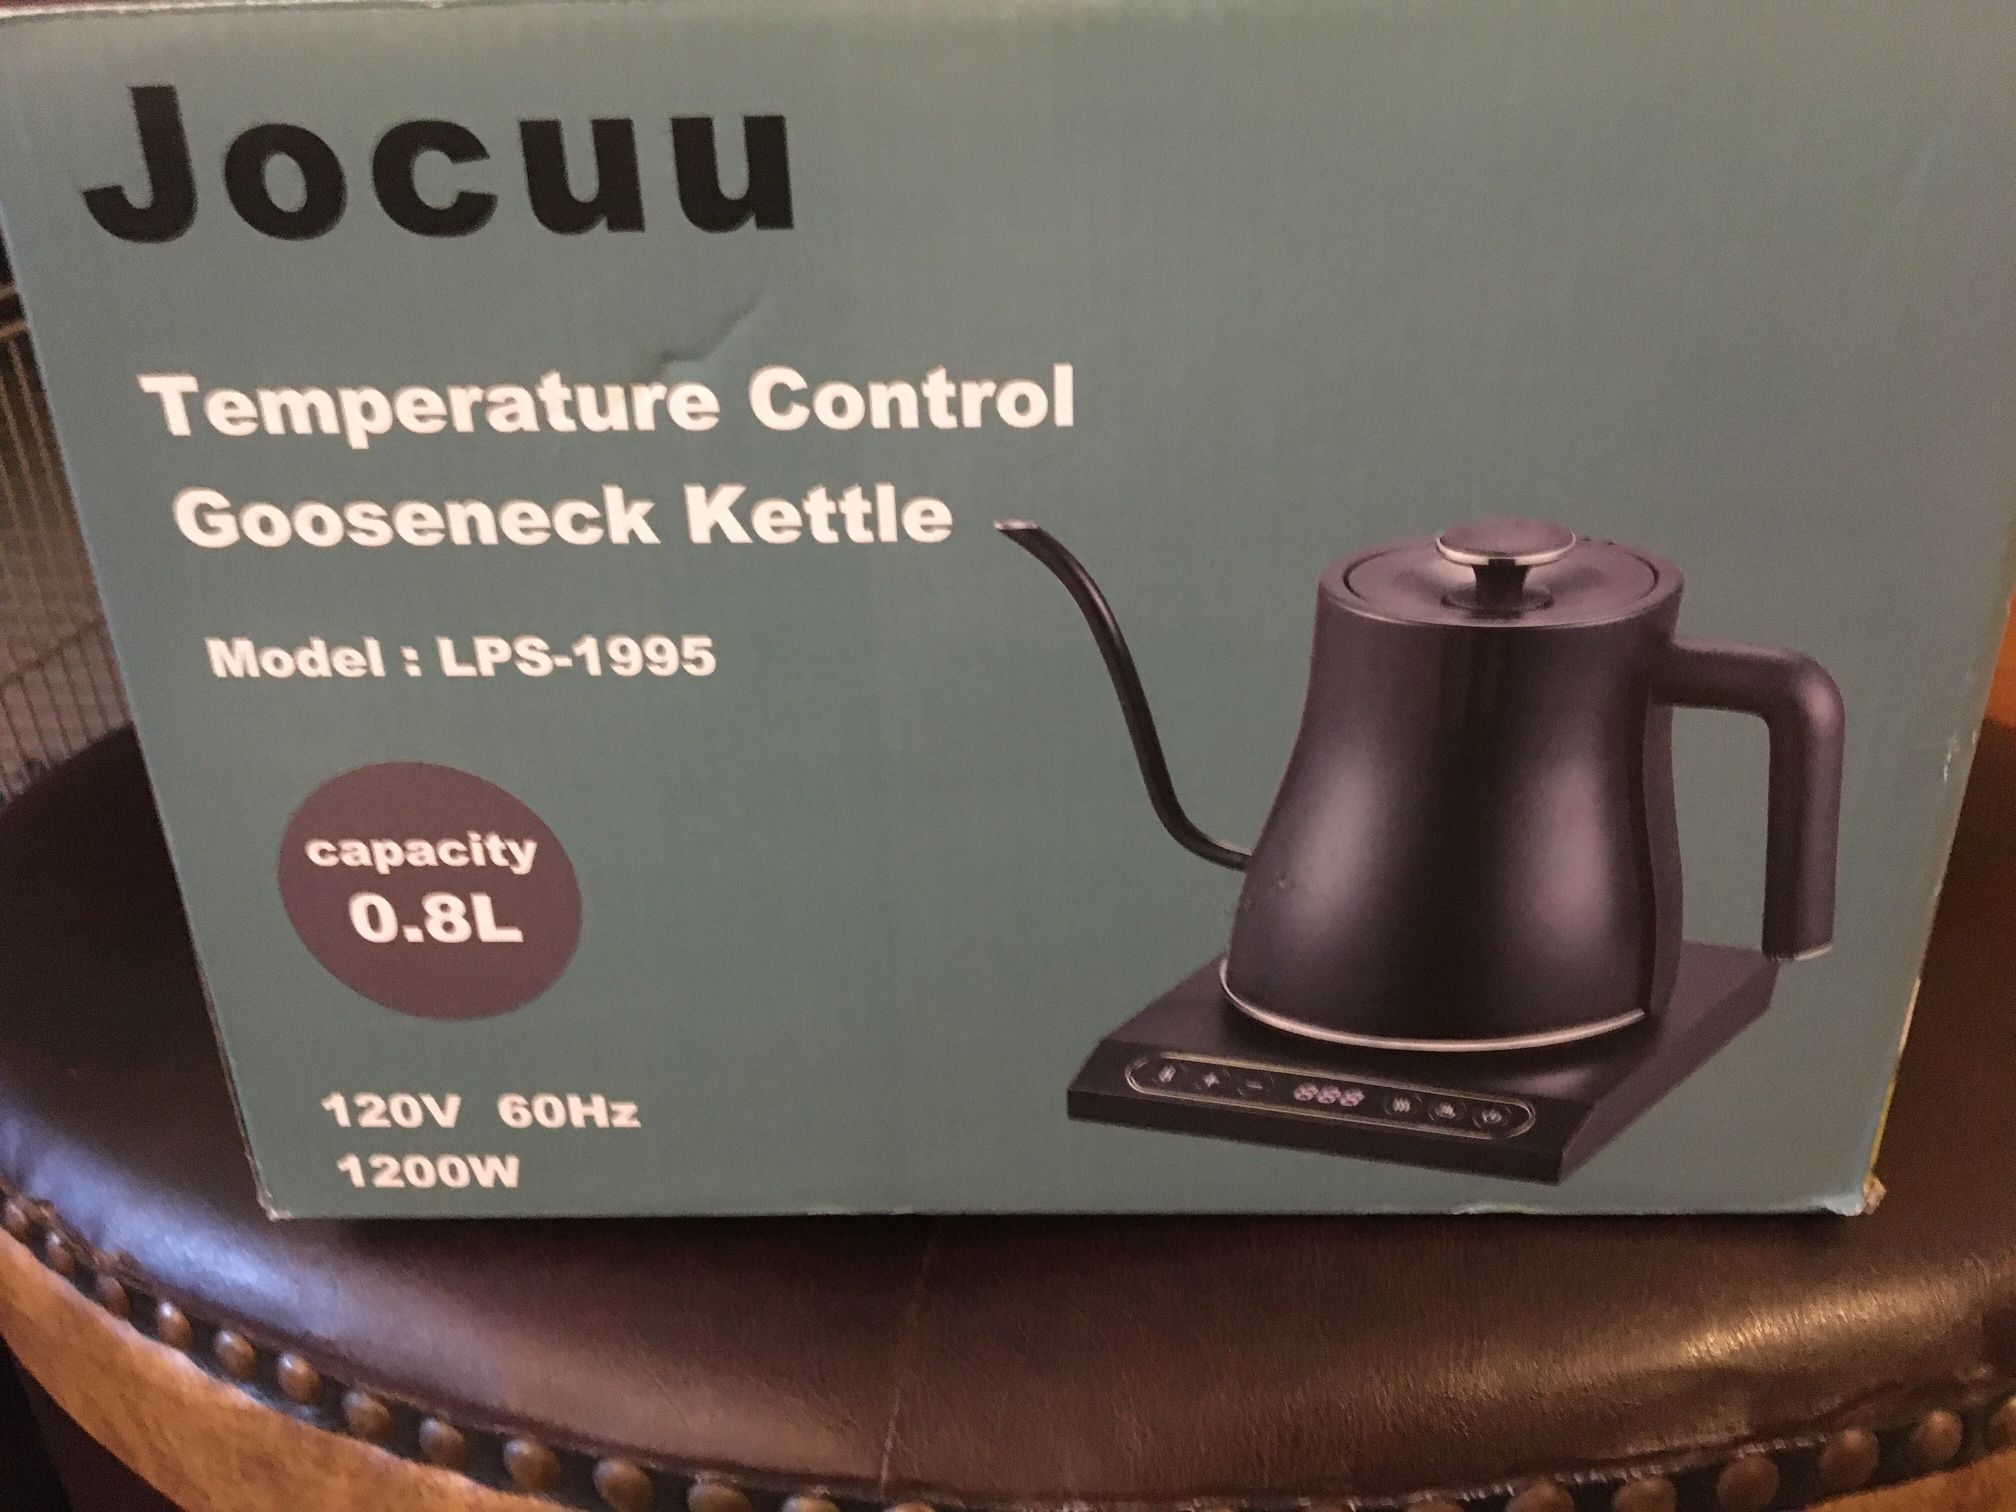 Jocuu
Temperature Control
Gooseneck Kettle
Model : LPS-1995
capacity
0.8L
120V 60Hz
1200W